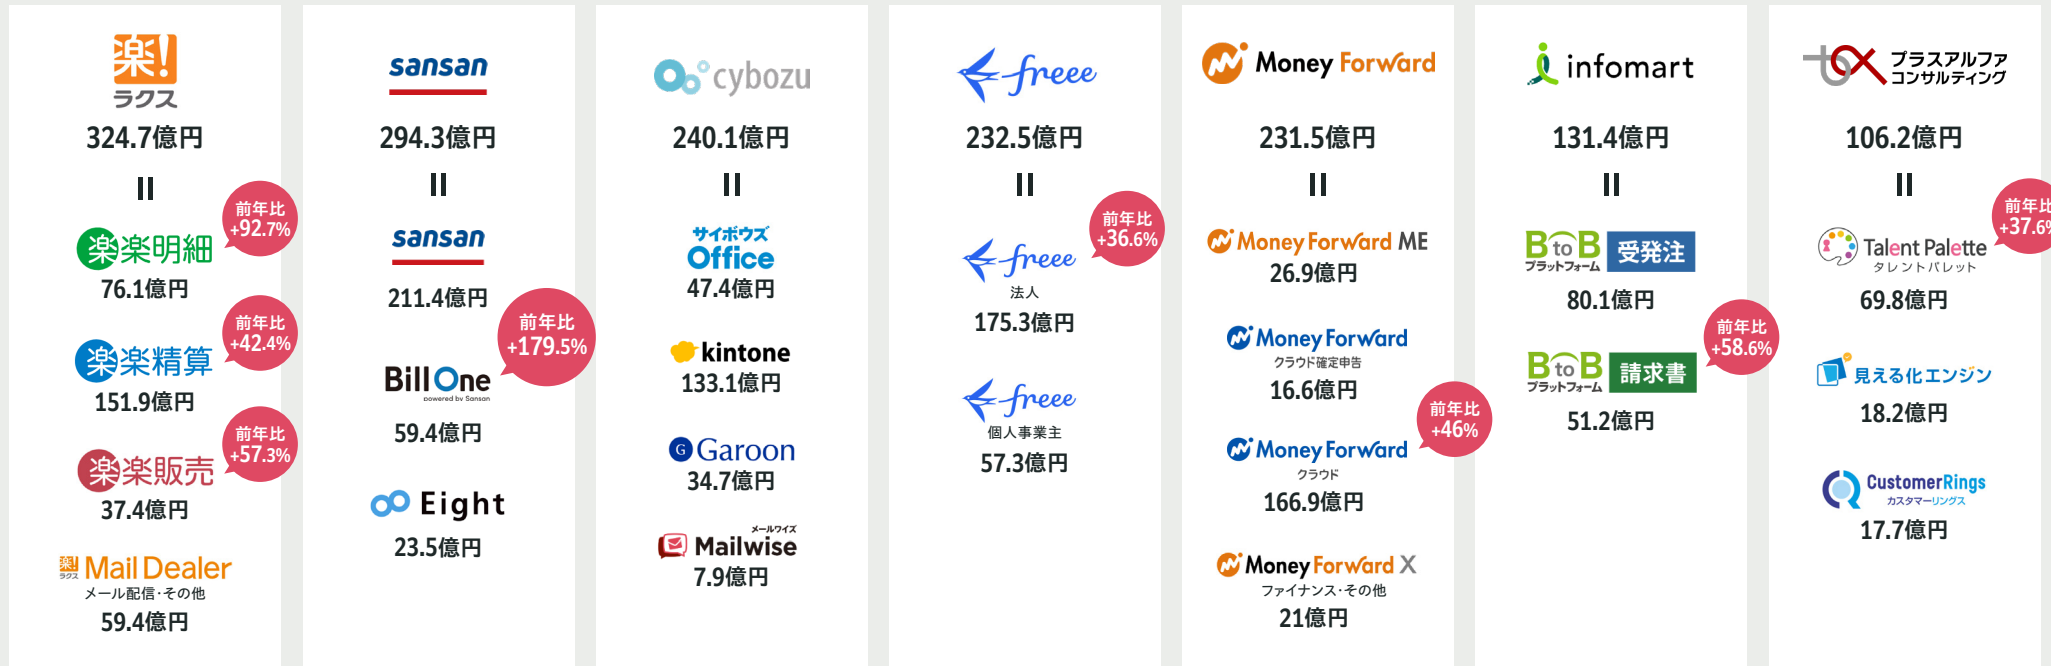 楽!
ラクス
324.7億円
前年比
+92.7%
楽楽明細
76.1億円
前年比
+42.4%
楽楽精算
151.9億円
前年比
+57.3%
楽楽販売
37.4億円
楽!
ラクス
Mail Dealer
メール配信・その他
59.4億円
sansan
294.3億円
sansan
211.4億円
前年比
+179.5%
Bill One
powered by Sansan
59.4億円
Eight
23.5億円
cybozu
240.1億円
サイボウズ
Office
47.4億円
kintone
133.1億円
G Garoon
34.7億円
メールワイズ
Mailwise
7.9億円
freee
232.5億円
前年比
+36.6%
freee
法人
175.3億円
freee
個人事業主
57.3億円
Money Forward
231.5億円
Money Forward ME
26.9億円
Money Forward
クラウド確定申告
16.6億円
前年比
+46%
Money Forward
クラウド
166.9億円
Money Forward X
ファイナンス・その他
21億円
infomart
131.4億円
BtoB
プラットフォーム
受発注
80.1億円
前年比
+58.6%
BtoB
プラットフォーム
請求書
51.2億円
プラスアルファ
コンサルティング
106.2億円
前年比
+37.6%
Talent Palette
タレントパレット
69.8億円
見える化エンジン
18.2億円
CustomerRings
カスタマーリングス
17.7億円